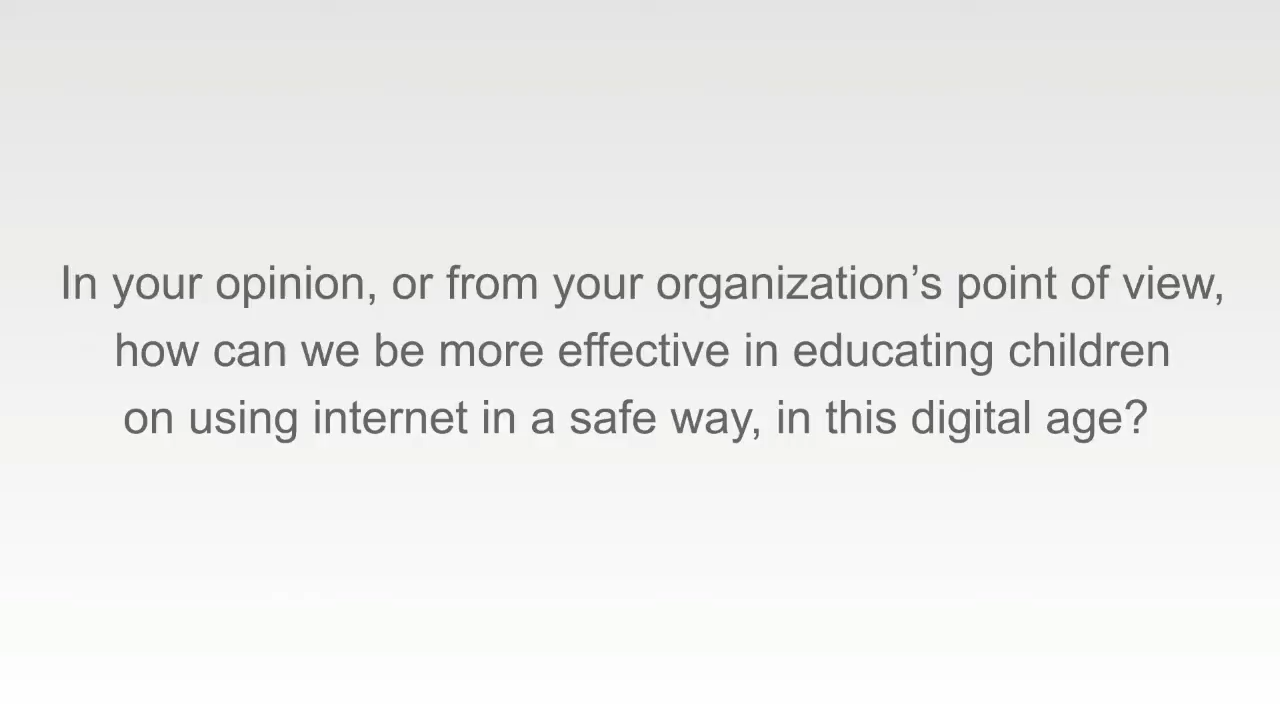 In your opinion, or from your organization’s point of view,
how can we be more effective in educating children
on using internet in a safe way, in this digital age?